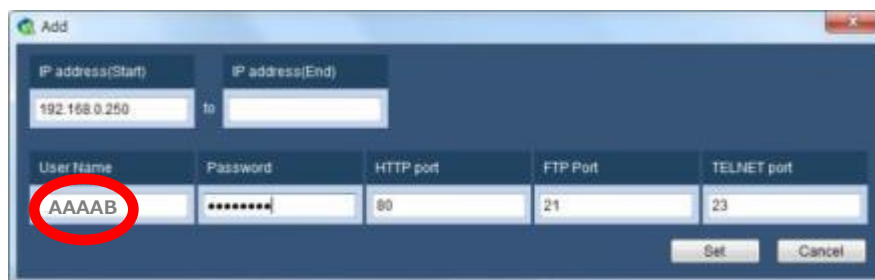 Add
IP address(Start) IP address(End)
192.168.0.250 to
User Name Password HTTP port FTP Port TELNET port
AAAAB ●●●●●●●● 80 21 23
Set Cancel